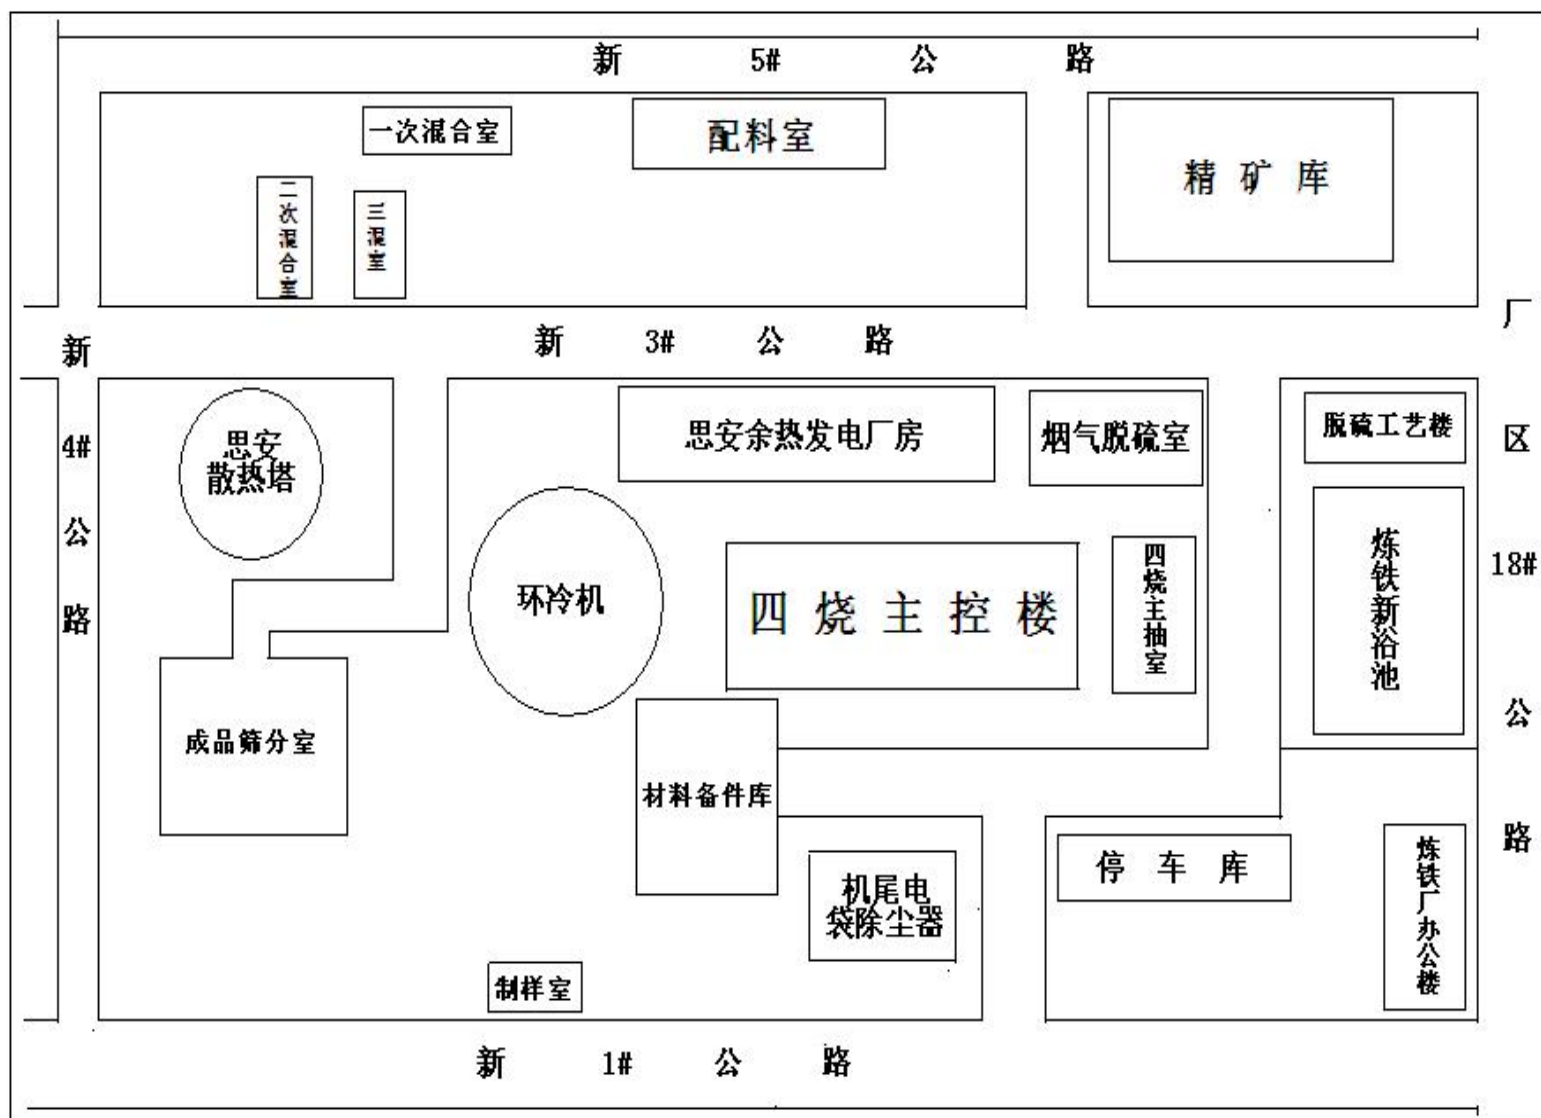 新 5# 公 路
一次混合室
配料室
精 矿 库
二次混合室
三混室
新 3# 公 路
新4#公路
厂区18#公路
思安
散热塔
思安余热发电厂房
烟气脱硫室
脱硫工艺楼
环冷机
四 烧 主 控 楼
四烧主抽室
炼铁新浴池
成品筛分室
材料备件库
机尾电
袋除尘器
停 车 库
炼铁厂办公楼
制样室
新 1# 公 路